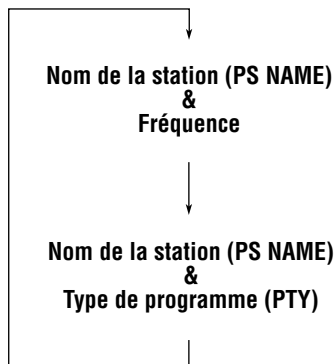 Nom de la station (PS NAME)
&
Fréquence
Nom de la station (PS NAME)
&
Type de programme (PTY)